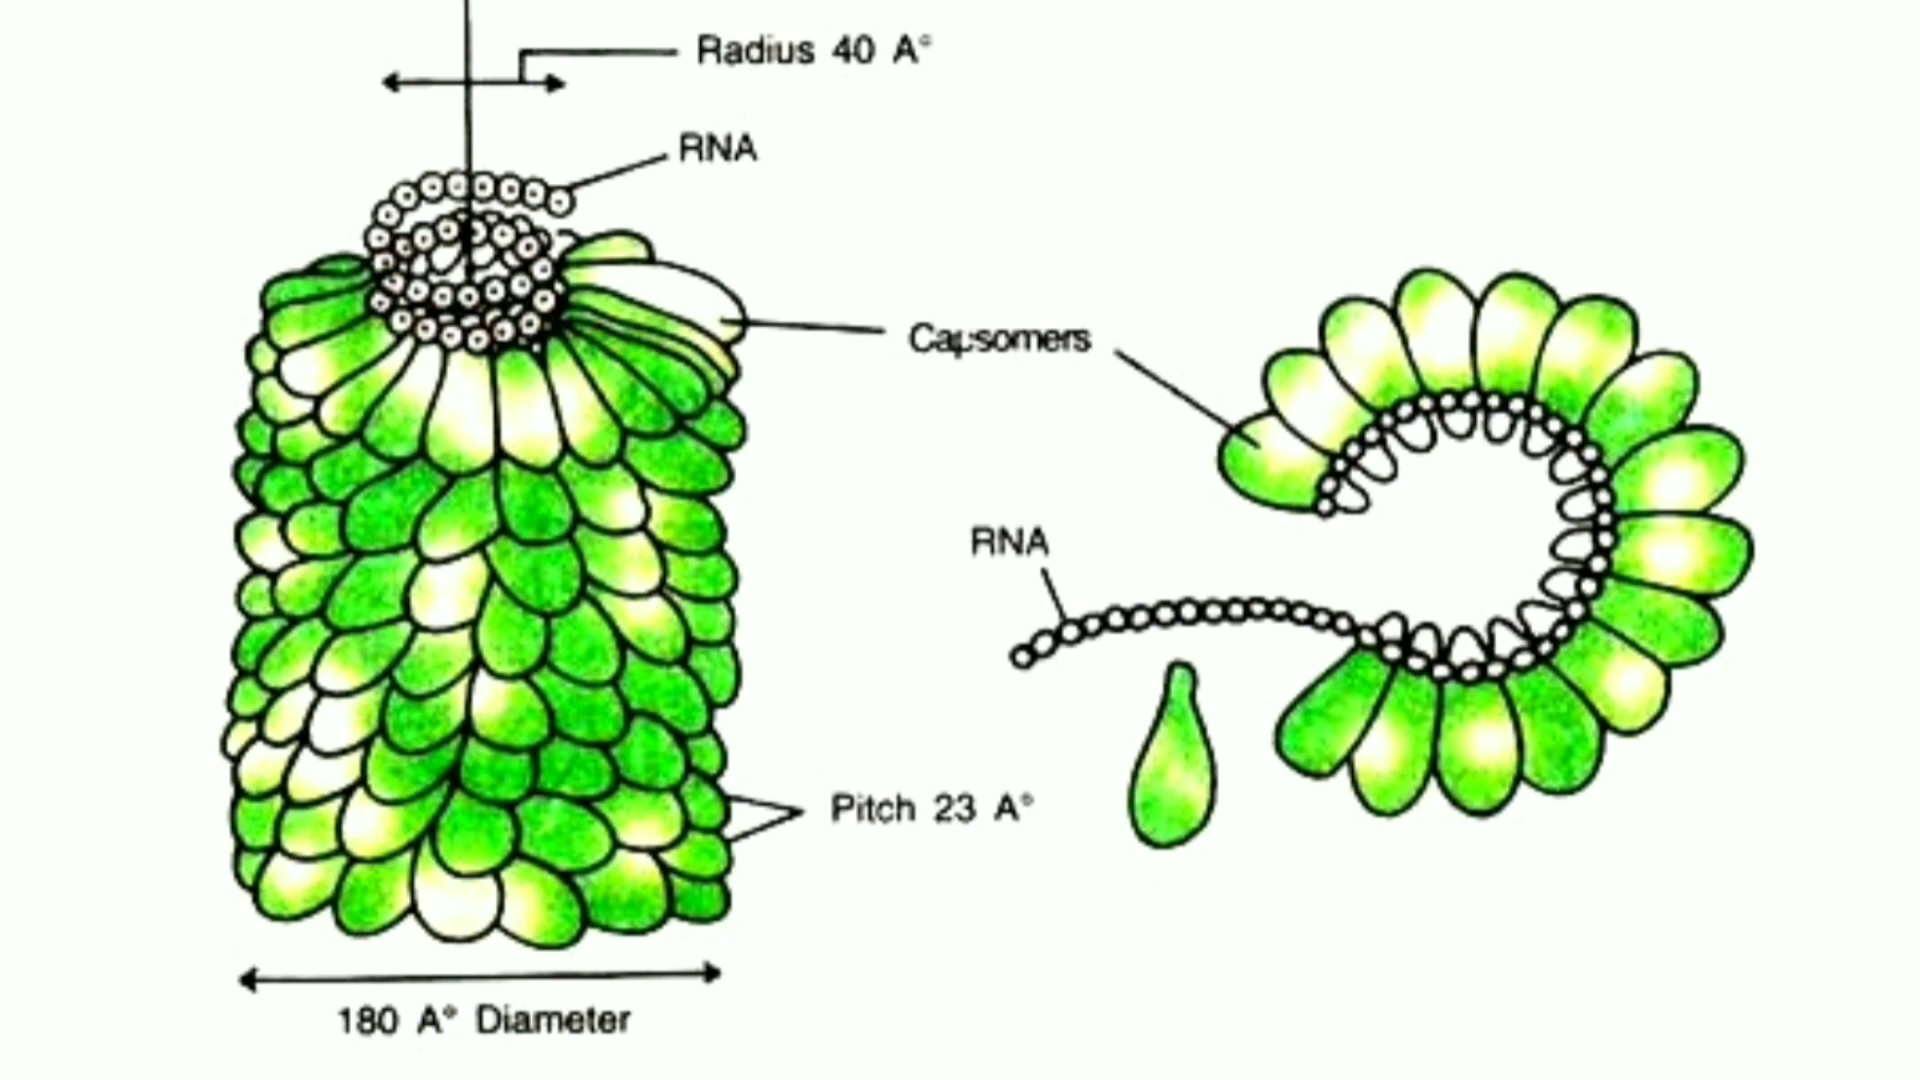 Radius 40 A°
RNA
Capsomers
RNA
Pitch 23 A°
180 A° Diameter